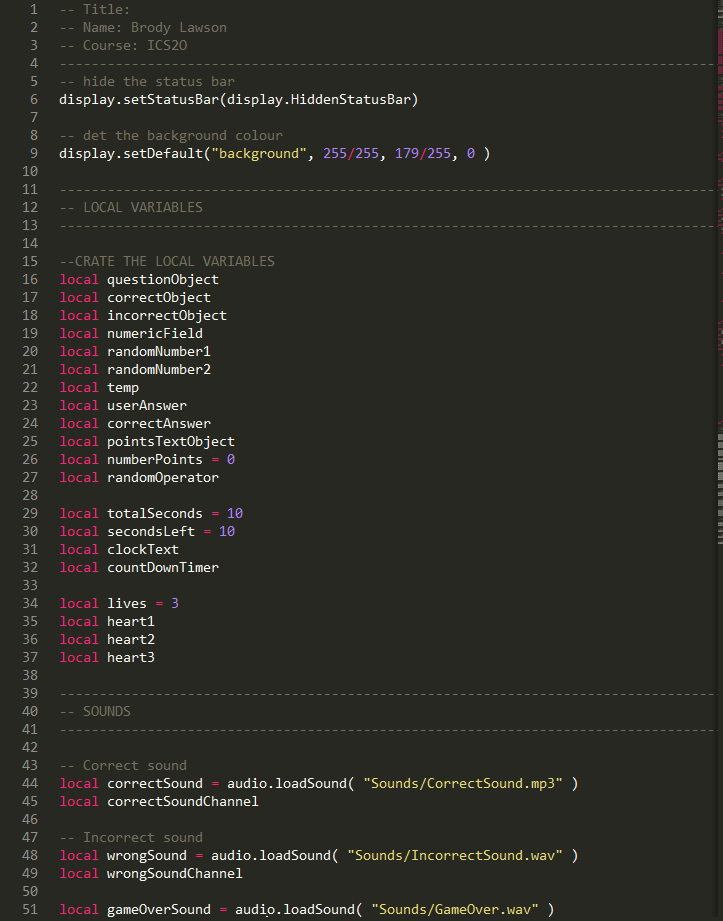 1 -- Title:
2 -- Name: Brody Lawson
3 -- Course: ICS2O
4 -----------------------------------------------------------------------------------
5 -- hide the status bar
6 display.setStatusBar(display.HiddenStatusBar)
7
8 -- det the background colour
9 display.setDefault("background", 255/255, 179/255, 0 )
10
11 -----------------------------------------------------------------------------------
12 -- LOCAL VARIABLES
13 -----------------------------------------------------------------------------------
14
15 --CRATE THE LOCAL VARIABLES
16 local questionObject
17 local correctObject
18 local incorrectObject
19 local numericField
20 local randomNumber1
21 local randomNumber2
22 local temp
23 local userAnswer
24 local correctAnswer
25 local pointsTextObject
26 local numberPoints = 0
27 local randomOperator
28
29 local totalSeconds = 10
30 local secondsLeft = 10
31 local clockText
32 local countDownTimer
33
34 local lives = 3
35 local heart1
36 local heart2
37 local heart3
38
39 -----------------------------------------------------------------------------------
40 -- SOUNDS
41 -----------------------------------------------------------------------------------
42
43 -- Correct sound
44 local correctSound = audio.loadSound( "Sounds/CorrectSound.mp3" )
45 local correctSoundChannel
46
47 -- Incorrect sound
48 local wrongSound = audio.loadSound( "Sounds/IncorrectSound.wav" )
49 local wrongSoundChannel
50
51 local gameOverSound = audio.loadSound( "Sounds/GameOver.wav" )